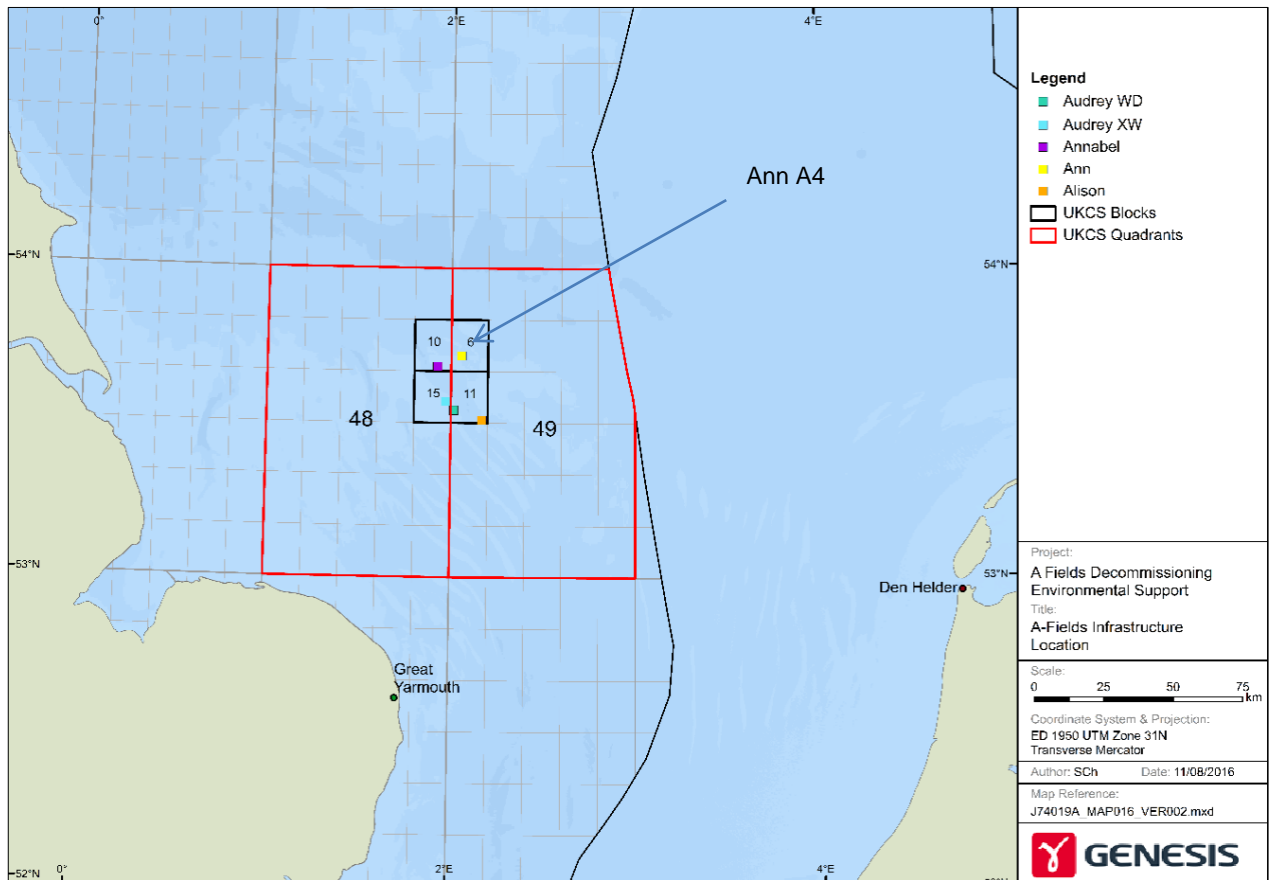 0°
2°E
4°E
Ann A4
54°N
54°N
10
6
15
11
48
49
53°N
53°N
Den Helder
Great
Yarmouth
52°N
0°
2°E
4°E
Legend
Audrey WD
Audrey XW
Annabel
Ann
Alison
UKCS Blocks
UKCS Quadrants
Project:
A Fields Decommissioning
Environmental Support
Title:
A-Fields Infrastructure
Location
Scale:
0 25 50 75
km
Coordinate System & Projection:
ED 1950 UTM Zone 31N
Transverse Mercator
Author: SCh Date: 11/08/2016
Map Reference:
J74019A_MAP016_VER002.mxd
GENESIS